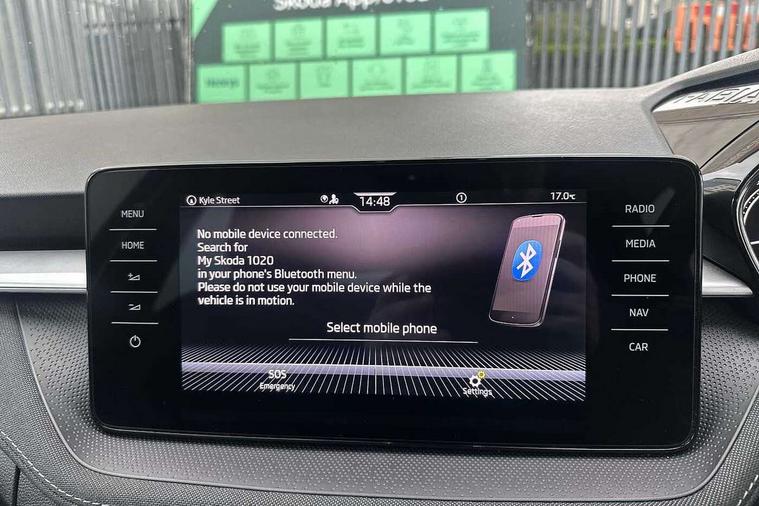 Skoda Approved
Kyle Street
14:48
17.0°C
MENU
HOME
RADIO
MEDIA
PHONE
NAV
CAR
No mobile device connected.
Search for
My Skoda 1020
in your phone's Bluetooth menu.
Please do not use your mobile device while the
vehicle is in motion.
Select mobile phone
SOS
Emergency
Settings
FABIA